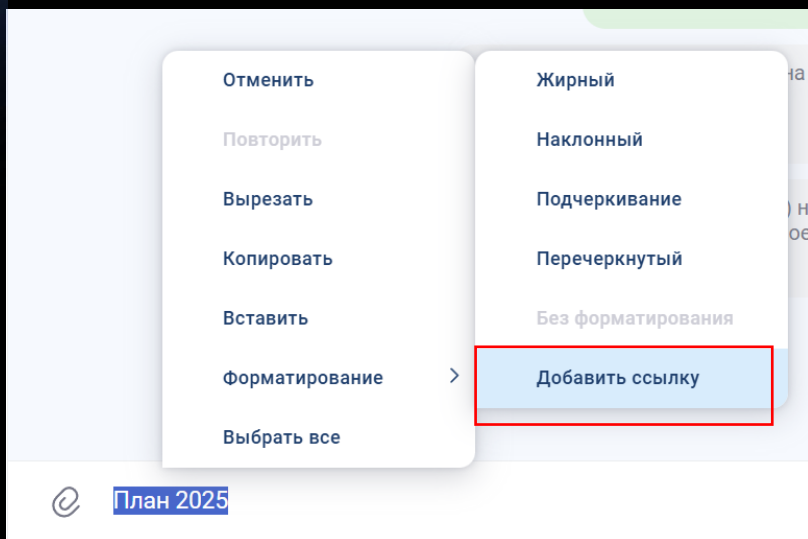 Отменить
Повторить
Вырезать
Копировать
Вставить
Форматирование
Выбрать все
Жирный
Наклонный
Подчеркивание
Перечеркнутый
Без форматирования
Добавить ссылку
План 2025